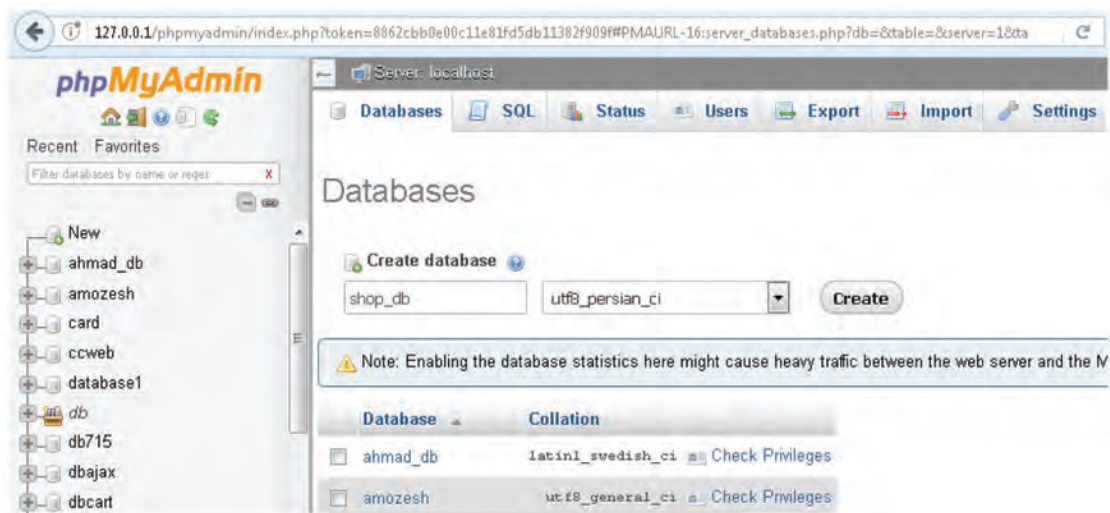 127.0.0.1/phpmyadmin/index.php?token=8862cbb0e00c11e81fd5db11382f909f#PMAURL-16:server_databases.php?db=&table=&server=1&ta
phpMyAdmin
Recent Favorites
Filter databases by name or regex X
New
ahmad_db
amozesh
card
ccweb
database1
db
db715
dbajax
dbcart
Server: localhost
Databases SQL Status Users Export Import Settings
Databases
Create database
shop_db utf8_persian_ci Create
Note: Enabling the database statistics here might cause heavy traffic between the web server and the M
Database Collation
ahmad_db latin1_swedish_ci Check Privileges
amozesh utf8_general_ci Check Privileges